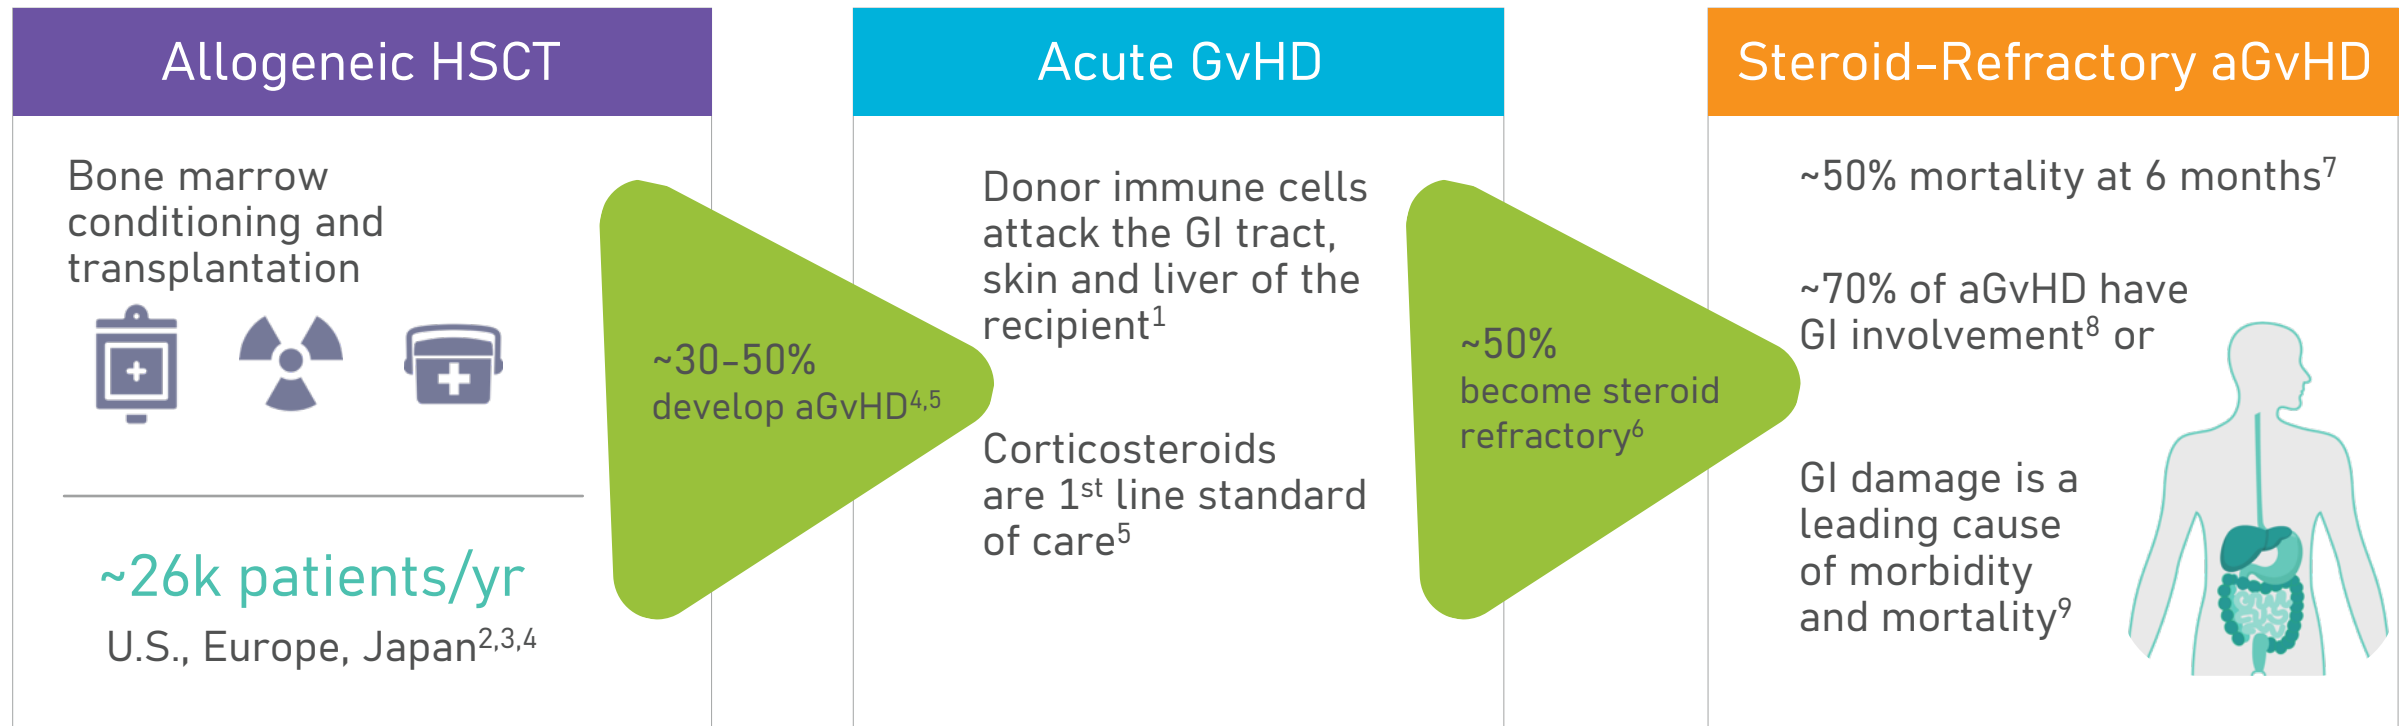 Allogeneic HSCT
Bone marrow
conditioning and
transplantation
~26k patients/yr
U.S., Europe, Japan2,3,4
~30-50%
develop aGvHD4,5
Acute GvHD
Donor immune cells
attack the GI tract,
skin and liver of the
recipient1
Corticosteroids
are 1st line standard
of care5
~50%
become steroid
refractory6
Steroid-Refractory aGvHD
~50% mortality at 6 months7
~70% of aGvHD have
GI involvement8 or
GI damage is a
leading cause
of morbidity
and mortality9